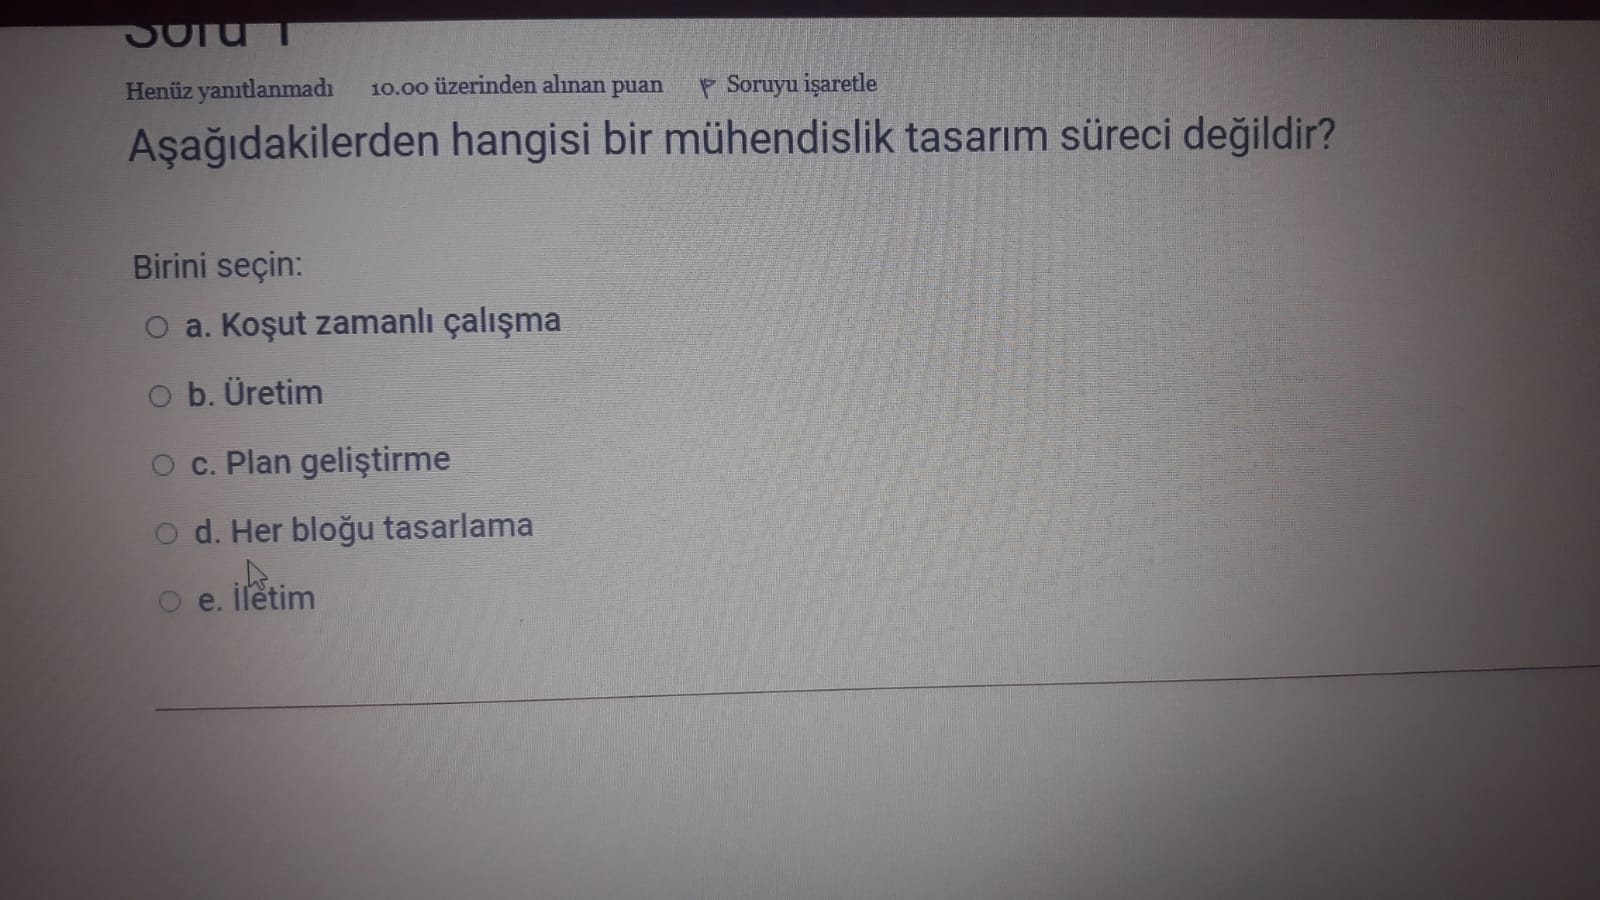 Soru 1
Henüz yanıtlanmadı 10.00 üzerinden alınan puan Soruyu işaretle
Aşağıdakilerden hangisi bir mühendislik tasarım süreci değildir?
Birini seçin:
a. Koşut zamanlı çalışma
b. Üretim
c. Plan geliştirme
d. Her bloğu tasarlama
e. İletim